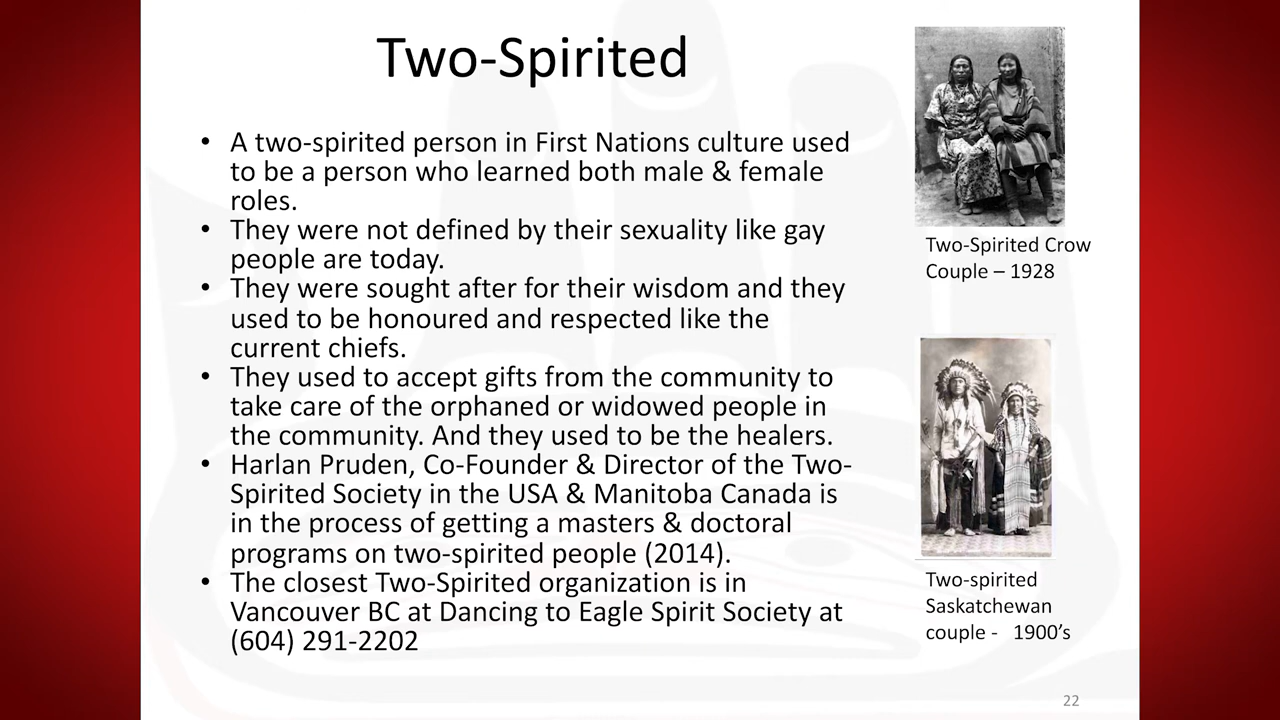 Two-Spirited
• A two-spirited person in First Nations culture used
to be a person who learned both male & female
roles.
• They were not defined by their sexuality like gay
people are today.
• They were sought after for their wisdom and they
used to be honoured and respected like the
current chiefs.
• They used to accept gifts from the community to
take care of the orphaned or widowed people in
the community. And they used to be the healers.
• Harlan Pruden, Co-Founder & Director of the Two-
Spirited Society in the USA & Manitoba Canada is
in the process of getting a masters & doctoral
programs on two-spirited people (2014).
• The closest Two-Spirited organization is in
Vancouver BC at Dancing to Eagle Spirit Society at
(604) 291-2202
Two-Spirited Crow
Couple – 1928
Two-spirited
Saskatchewan
couple - 1900’s
22